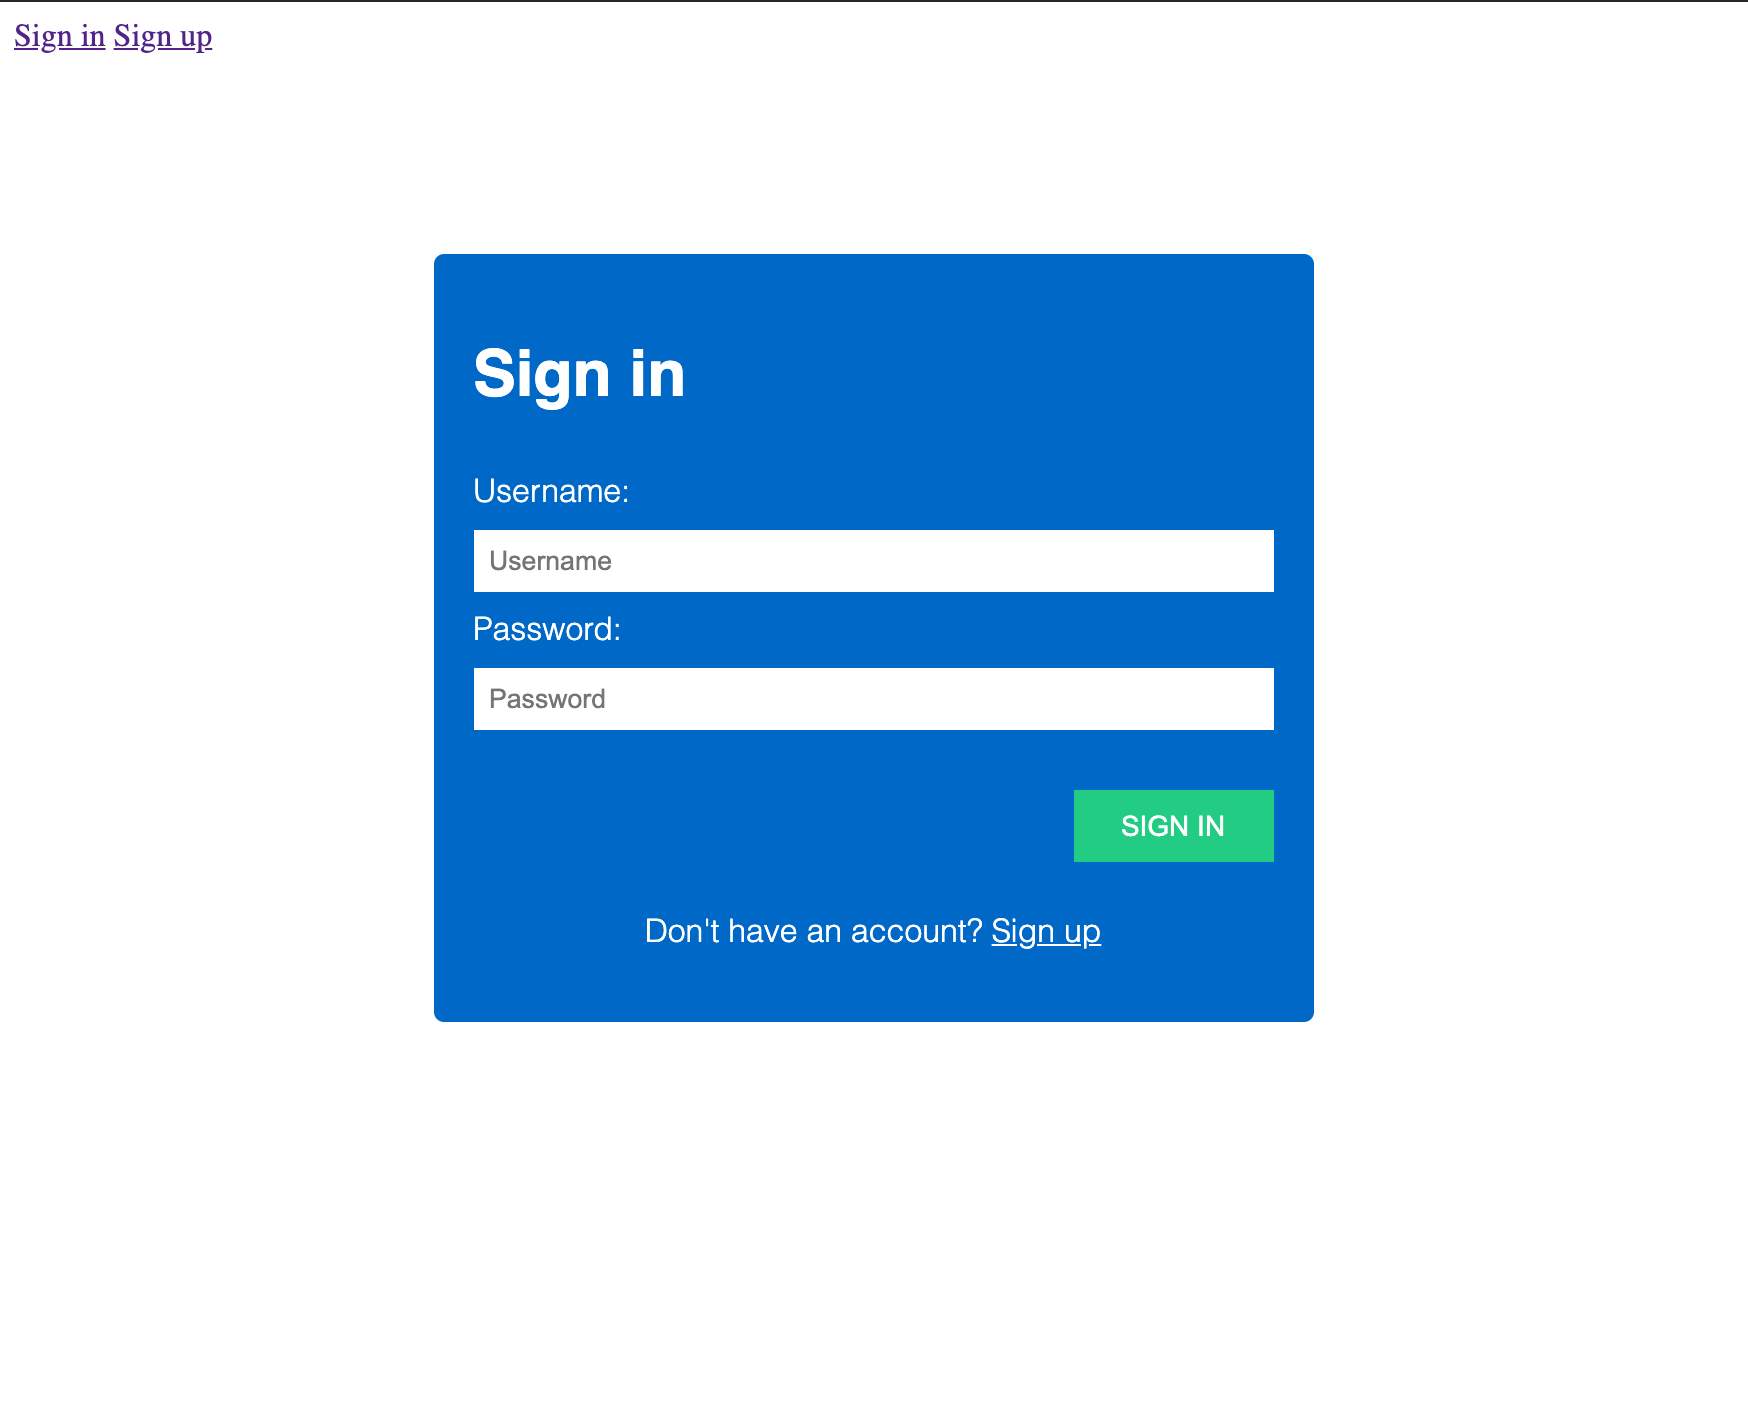 Sign in Sign up
Sign in
Username:
Username
Password:
Password
SIGN IN
Don't have an account? Sign up